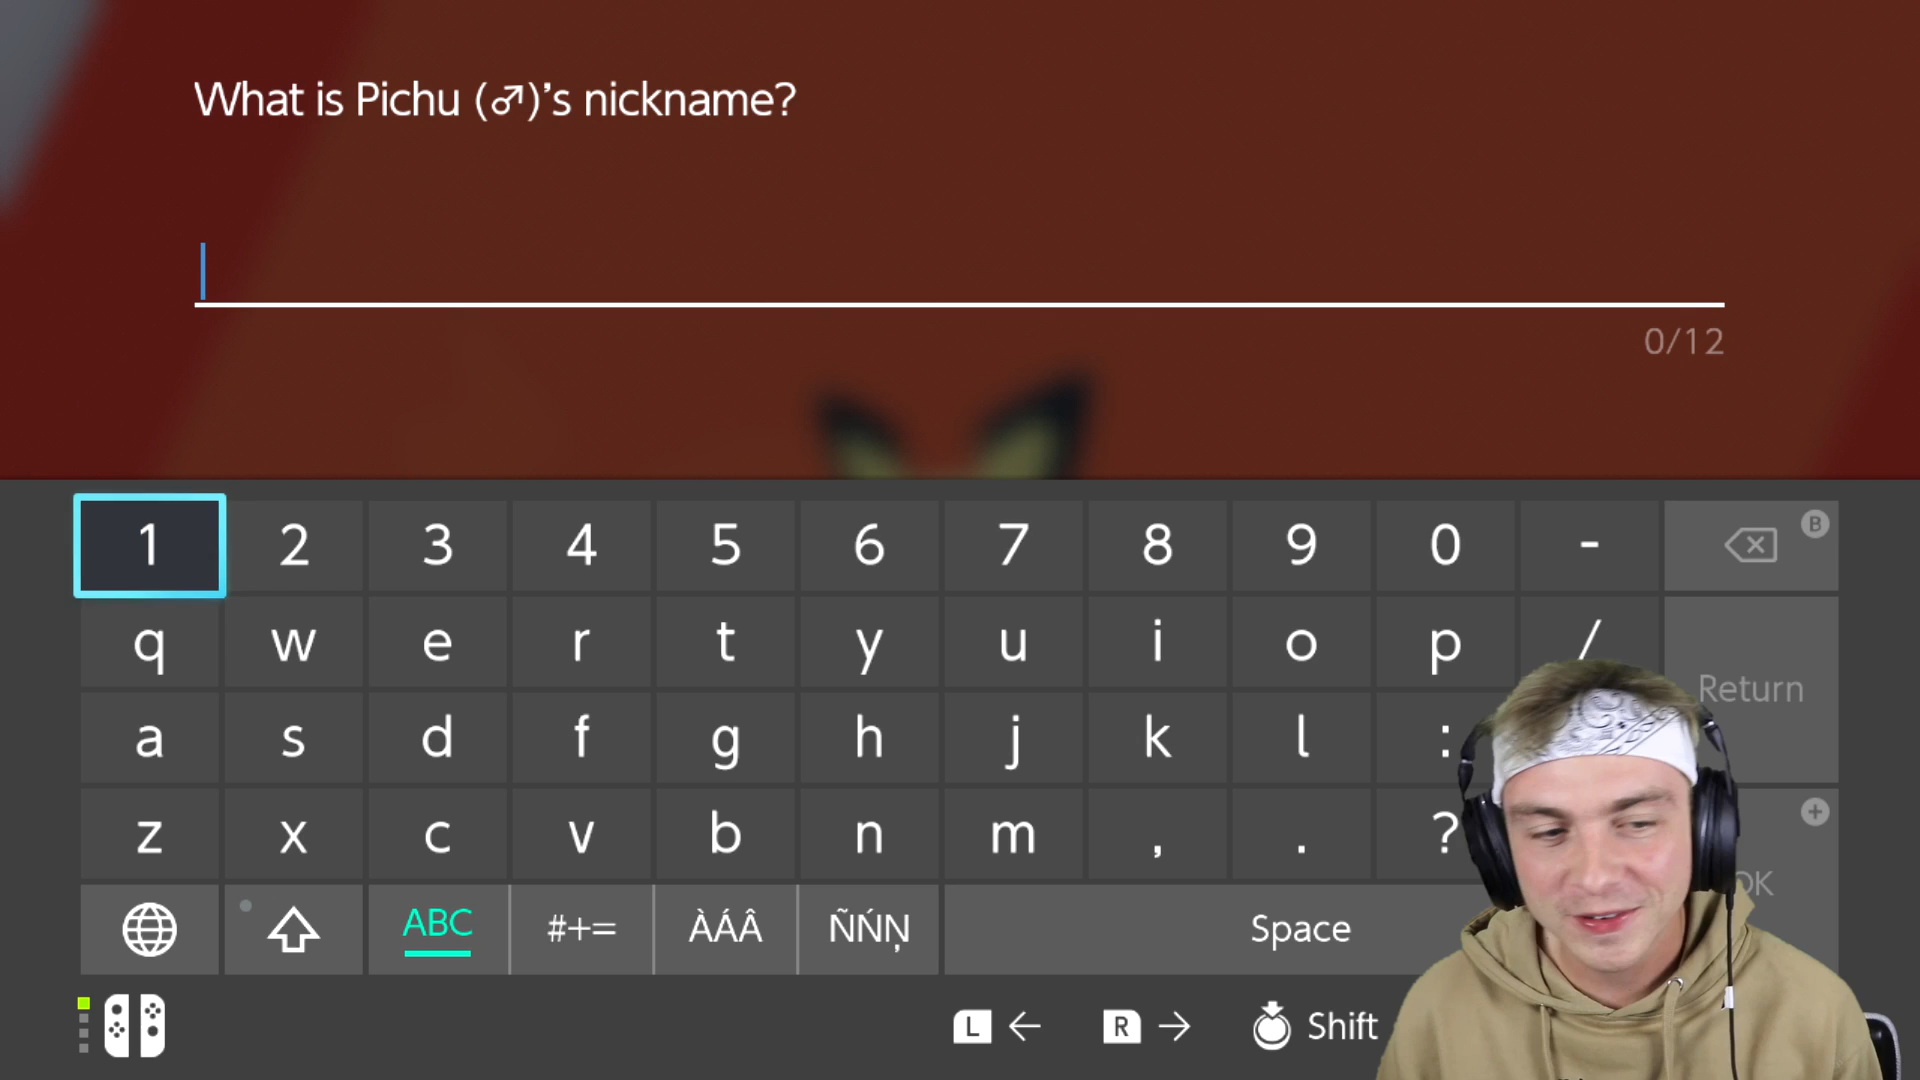 What is Pichu (♂)'s nickname?
0/12
1 2 3 4 5 6 7 8 9 0 - B
q w e r t y u i o p /
Return
a s d f g h j k l :
z x c v b n m , . ? +
OK
ABC #+= ÀÁÂ ÑŃŅ Space
L ← R → Shift